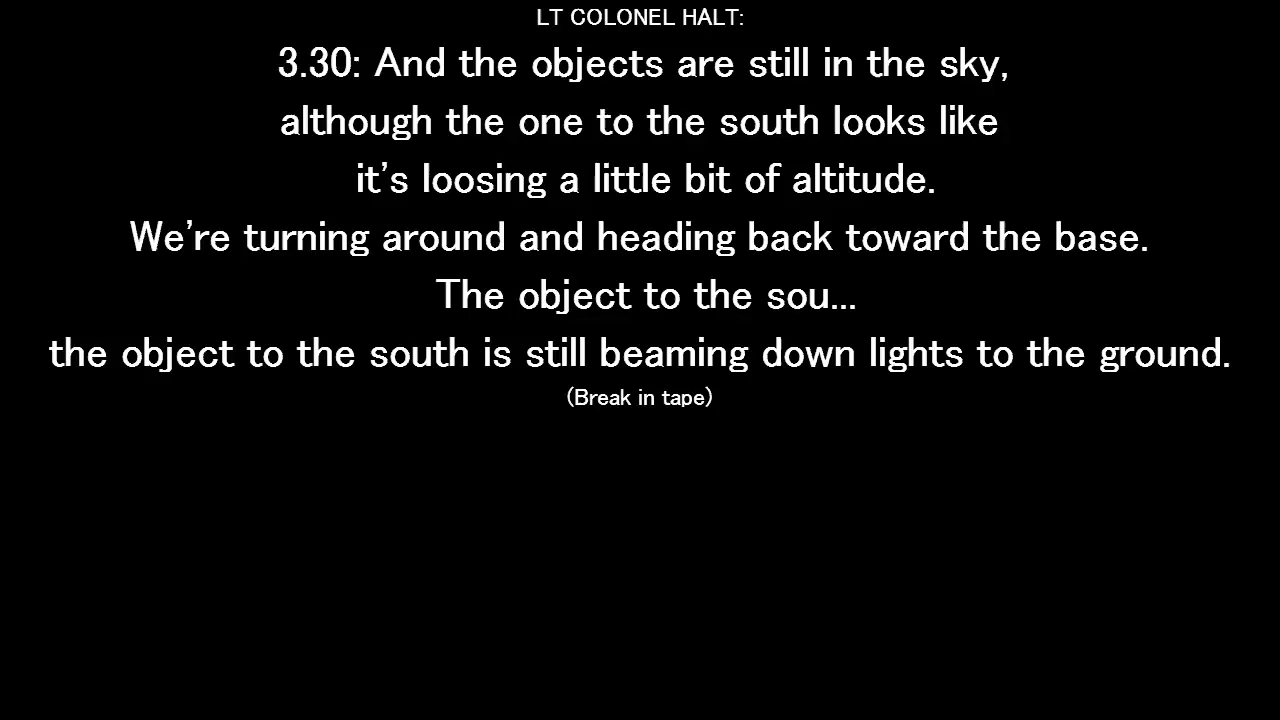 LT COLONEL HALT:
3.30: And the objects are still in the sky,
although the one to the south looks like
it's loosing a little bit of altitude.
We're turning around and heading back toward the base.
The object to the sou...
the object to the south is still beaming down lights to the ground.
(Break in tape)